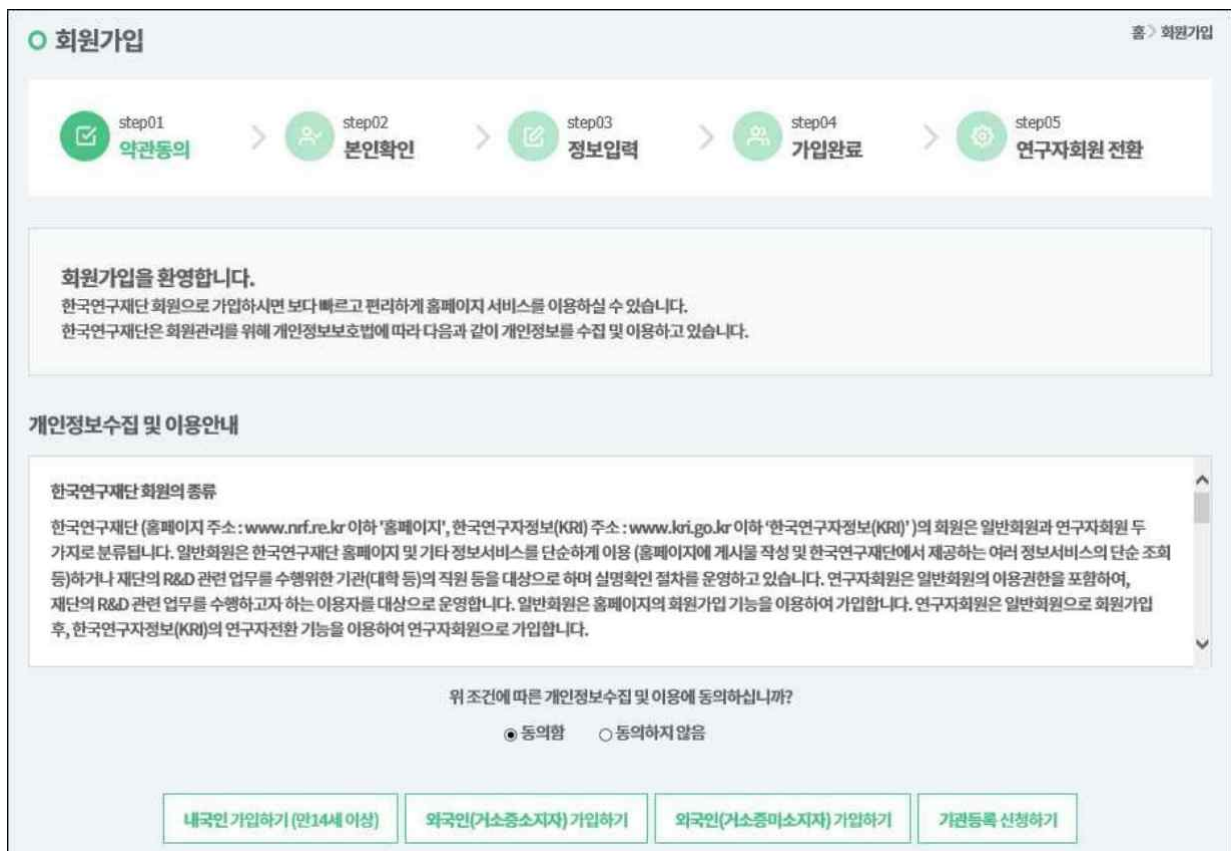 회원가입
홈 > 회원가입
step01
약관동의
step02
본인확인
step03
정보입력
step04
가입완료
step05
연구자회원 전환
회원가입을 환영합니다.
한국연구재단 회원으로 가입하시면 보다 빠르고 편리하게 홈페이지 서비스를 이용하실 수 있습니다.
한국연구재단은 회원관리를 위해 개인정보보호법에 따라 다음과 같이 개인정보를 수집 및 이용하고 있습니다.
개인정보수집 및 이용안내
한국연구재단 회원의 종류
한국연구재단 (홈페이지 주소 : www.nrf.re.kr 이하 '홈페이지', 한국연구자정보(KRI) 주소 : www.kri.go.kr 이하 ‘한국연구자정보(KRI)’ )의 회원은 일반회원과 연구자회원 두
가지로 분류됩니다. 일반회원은 한국연구재단 홈페이지 및 기타 정보서비스를 단순하게 이용 (홈페이지에 게시물 작성 및 한국연구재단에서 제공하는 여러 정보서비스의 단순 조회
등)하거나 재단의 R&D 관련 업무를 수행위한 기관(대학 등)의 직원 등을 대상으로 하며 실명확인 절차를 운영하고 있습니다. 연구자회원은 일반회원의 이용권한을 포함하여,
재단의 R&D 관련 업무를 수행하고자 하는 이용자를 대상으로 운영합니다. 일반회원은 홈페이지의 회원가입 기능을 이용하여 가입합니다. 연구자회원은 일반회원으로 회원가입
후, 한국연구자정보(KRI)의 연구자전환 기능을 이용하여 연구자회원으로 가입합니다.
위 조건에 따른 개인정보수집 및 이용에 동의하십니까?
동의함 동의하지 않음
내국인 가입하기 (만14세 이상)
외국인(거소증소지자) 가입하기
외국인(거소증미소지자) 가입하기
기관등록 신청하기